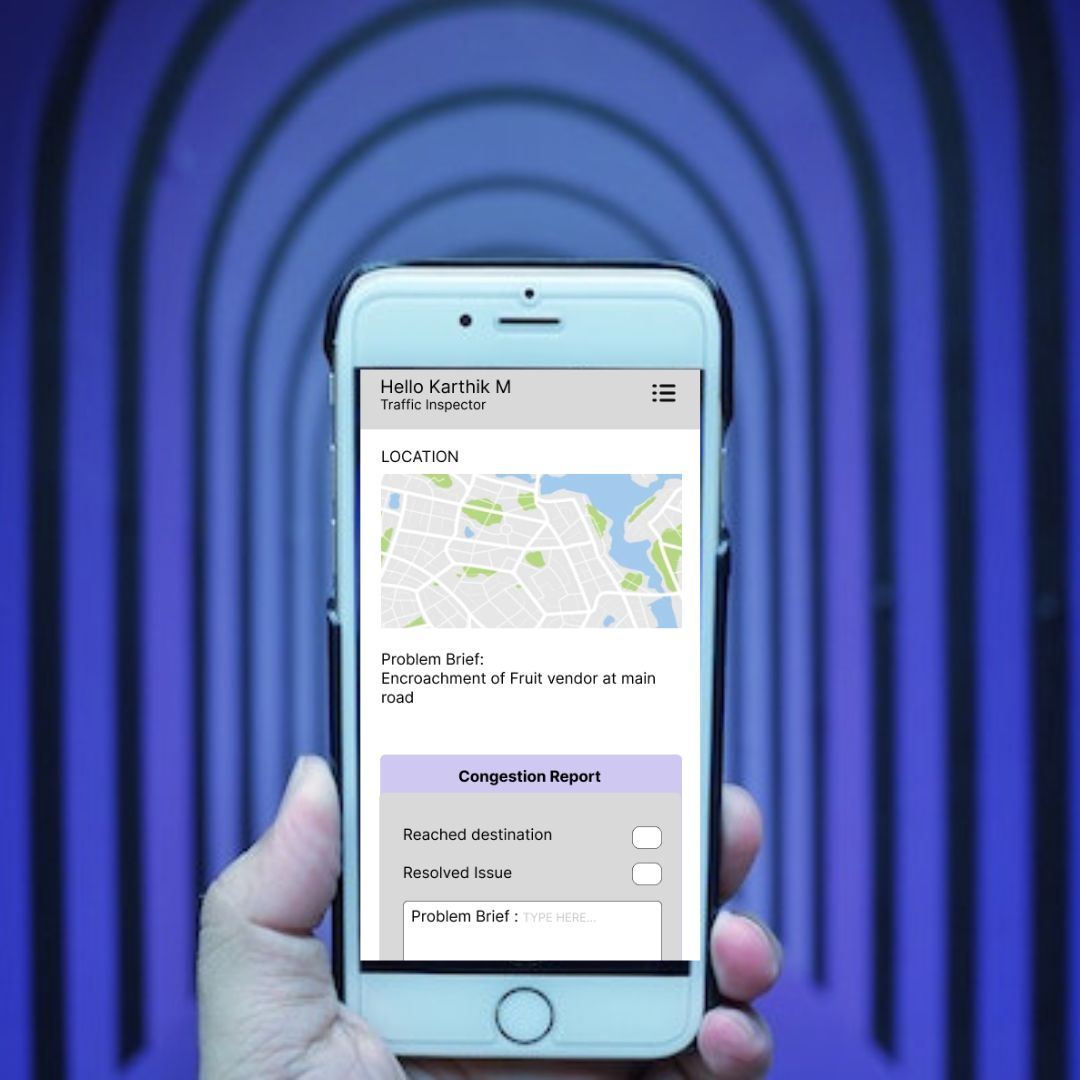 Hello Karthik M
Traffic Inspector
LOCATION
Problem Brief:
Encroachment of Fruit vendor at main
road
Congestion Report
Reached destination
Resolved Issue
Problem Brief : TYPE HERE...